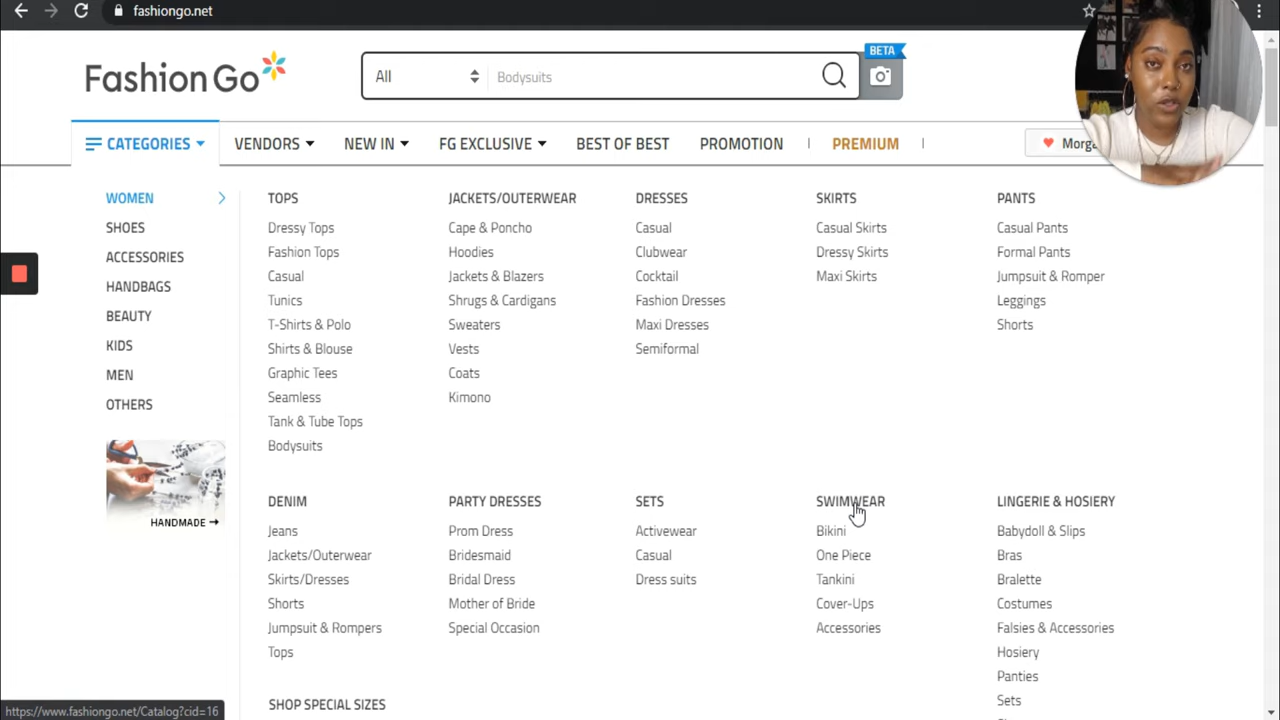 fashiongo.net
FashionGo
All
Bodysuits
BETA
CATEGORIES
VENDORS
NEW IN
FG EXCLUSIVE
BEST OF BEST
PROMOTION
PREMIUM
WOMEN
SHOES
ACCESSORIES
HANDBAGS
BEAUTY
KIDS
MEN
OTHERS
HANDMADE →
TOPS
Dressy Tops
Fashion Tops
Casual
Tunics
T-Shirts & Polo
Shirts & Blouse
Graphic Tees
Seamless
Tank & Tube Tops
Bodysuits
JACKETS/OUTERWEAR
Cape & Poncho
Hoodies
Jackets & Blazers
Shrugs & Cardigans
Sweaters
Vests
Coats
Kimono
DRESSES
Casual
Clubwear
Cocktail
Fashion Dresses
Maxi Dresses
Semiformal
SKIRTS
Casual Skirts
Dressy Skirts
Maxi Skirts
PANTS
Casual Pants
Formal Pants
Jumpsuit & Romper
Leggings
Shorts
DENIM
Jeans
Jackets/Outerwear
Skirts/Dresses
Shorts
Jumpsuit & Rompers
Tops
PARTY DRESSES
Prom Dress
Bridesmaid
Bridal Dress
Mother of Bride
Special Occasion
SETS
Activewear
Casual
Dress suits
SWIMWEAR
Bikini
One Piece
Tankini
Cover-Ups
Accessories
LINGERIE & HOSIERY
Babydoll & Slips
Bras
Bralette
Costumes
Falsies & Accessories
Hosiery
Panties
Sets
SHOP SPECIAL SIZES
https://www.fashiongo.net/Catalog?cid=16